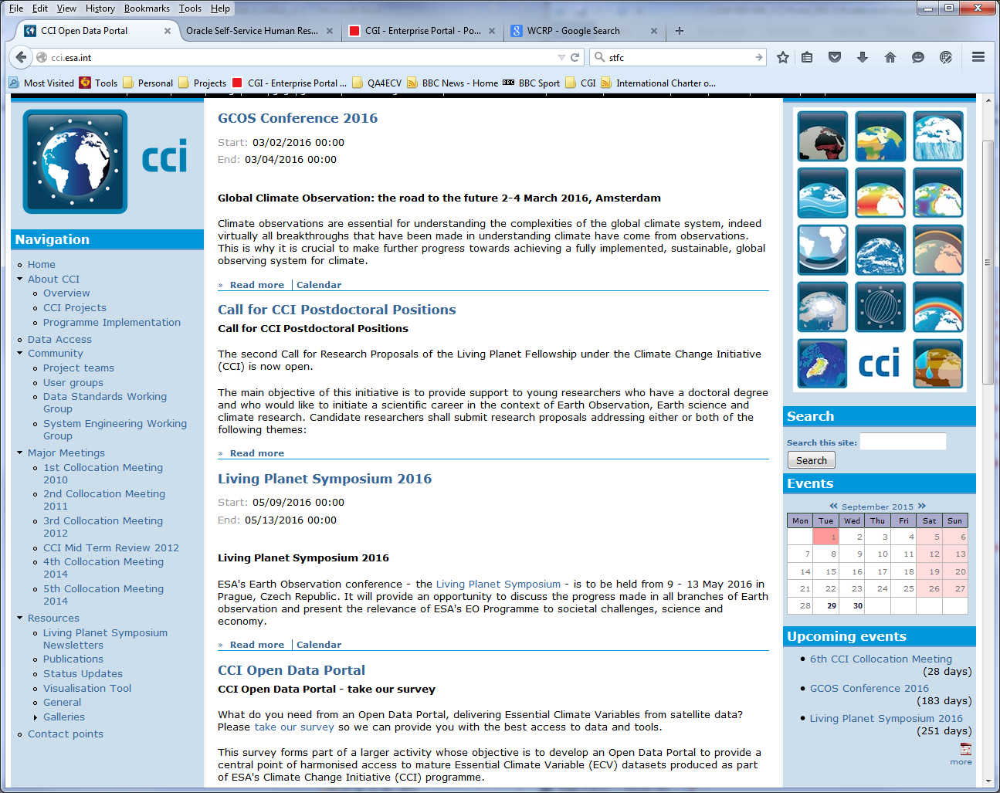 File Edit View History Bookmarks Tools Help
CCI Open Data Portal
Oracle Self-Service Human Res...
CGI - Enterprise Portal - Po...
WCRP - Google Search
cci.esa.int
stfc
Most Visited Tools Personal Projects CGI - Enterprise Portal ... QA4ECV BBC News - Home BBC Sport CGI International Charter o...
cci
Navigation
Home
About CCI
Overview
CCI Projects
Programme Implementation
Data Access
Community
Project teams
User groups
Data Standards Working
Group
System Engineering Working
Group
Major Meetings
1st Collocation Meeting
2010
2nd Collocation Meeting
2011
3rd Collocation Meeting
2012
CCI Mid Term Review 2012
4th Collocation Meeting
2014
5th Collocation Meeting
2014
Resources
Living Planet Symposium
Newsletters
Publications
Status Updates
Visualisation Tool
General
Galleries
Contact points
GCOS Conference 2016
Start: 03/02/2016 00:00
End: 03/04/2016 00:00
Global Climate Observation: the road to the future 2-4 March 2016, Amsterdam
Climate observations are essential for understanding the complexities of the global climate system, indeed
virtually all breakthroughs that have been made in understanding climate have come from observations.
This is why it is crucial to make further progress towards achieving a fully implemented, sustainable, global
observing system for climate.
» Read more | Calendar
Call for CCI Postdoctoral Positions
Call for CCI Postdoctoral Positions
The second Call for Research Proposals of the Living Planet Fellowship under the Climate Change Initiative
(CCI) is now open.
The main objective of this initiative is to provide support to young researchers who have a doctoral degree
and who would like to initiate a scientific career in the context of Earth Observation, Earth science and
climate research. Candidate researchers shall submit research proposals addressing either or both of the
following themes:
» Read more
Living Planet Symposium 2016
Start: 05/09/2016 00:00
End: 05/13/2016 00:00
Living Planet Symposium 2016
ESA's Earth Observation conference - the Living Planet Symposium - is to be held from 9 - 13 May 2016 in
Prague, Czech Republic. It will provide an opportunity to discuss the progress made in all branches of Earth
observation and present the relevance of ESA's EO Programme to societal challenges, science and
economy.
» Read more | Calendar
CCI Open Data Portal
CCI Open Data Portal - take our survey
What do you need from an Open Data Portal, delivering Essential Climate Variables from satellite data?
Please take our survey so we can provide you with the best access to data and tools.
This survey forms part of a larger activity whose objective is to develop an Open Data Portal to provide a
central point of harmonised access to mature Essential Climate Variable (ECV) datasets produced as part
of ESA's Climate Change Initiative (CCI) programme.
cci
Search
Search this site:
Search
Events
« September 2015 »
Mon Tue Wed Thu Fri Sat Sun
1 2 3 4 5 6
7 8 9 10 11 12 13
14 15 16 17 18 19 20
21 22 23 24 25 26 27
28 29 30
Upcoming events
6th CCI Collocation Meeting
(28 days)
GCOS Conference 2016
(183 days)
Living Planet Symposium 2016
(251 days)
more